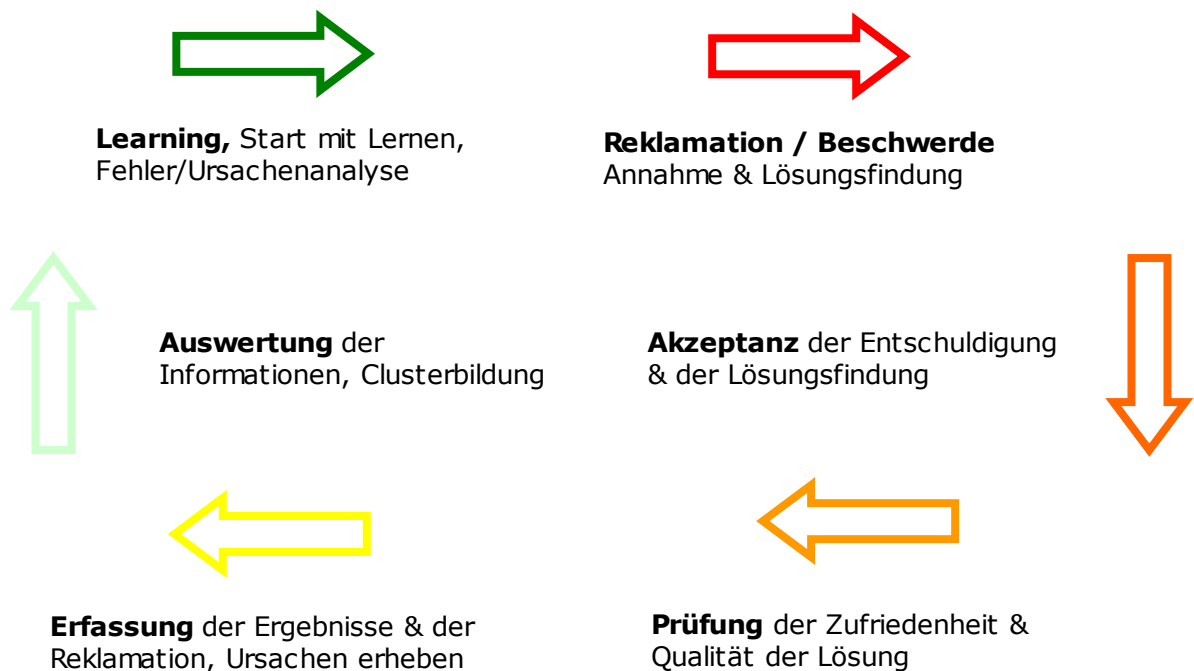 Learning, Start mit Lernen,
Fehler/Ursachenanalyse
Reklamation / Beschwerde
Annahme & Lösungsfindung
Auswertung der
Informationen, Clusterbildung
Akzeptanz der Entschuldigung
& der Lösungsfindung
Erfassung der Ergebnisse & der
Reklamation, Ursachen erheben
Prüfung der Zufriedenheit &
Qualität der Lösung